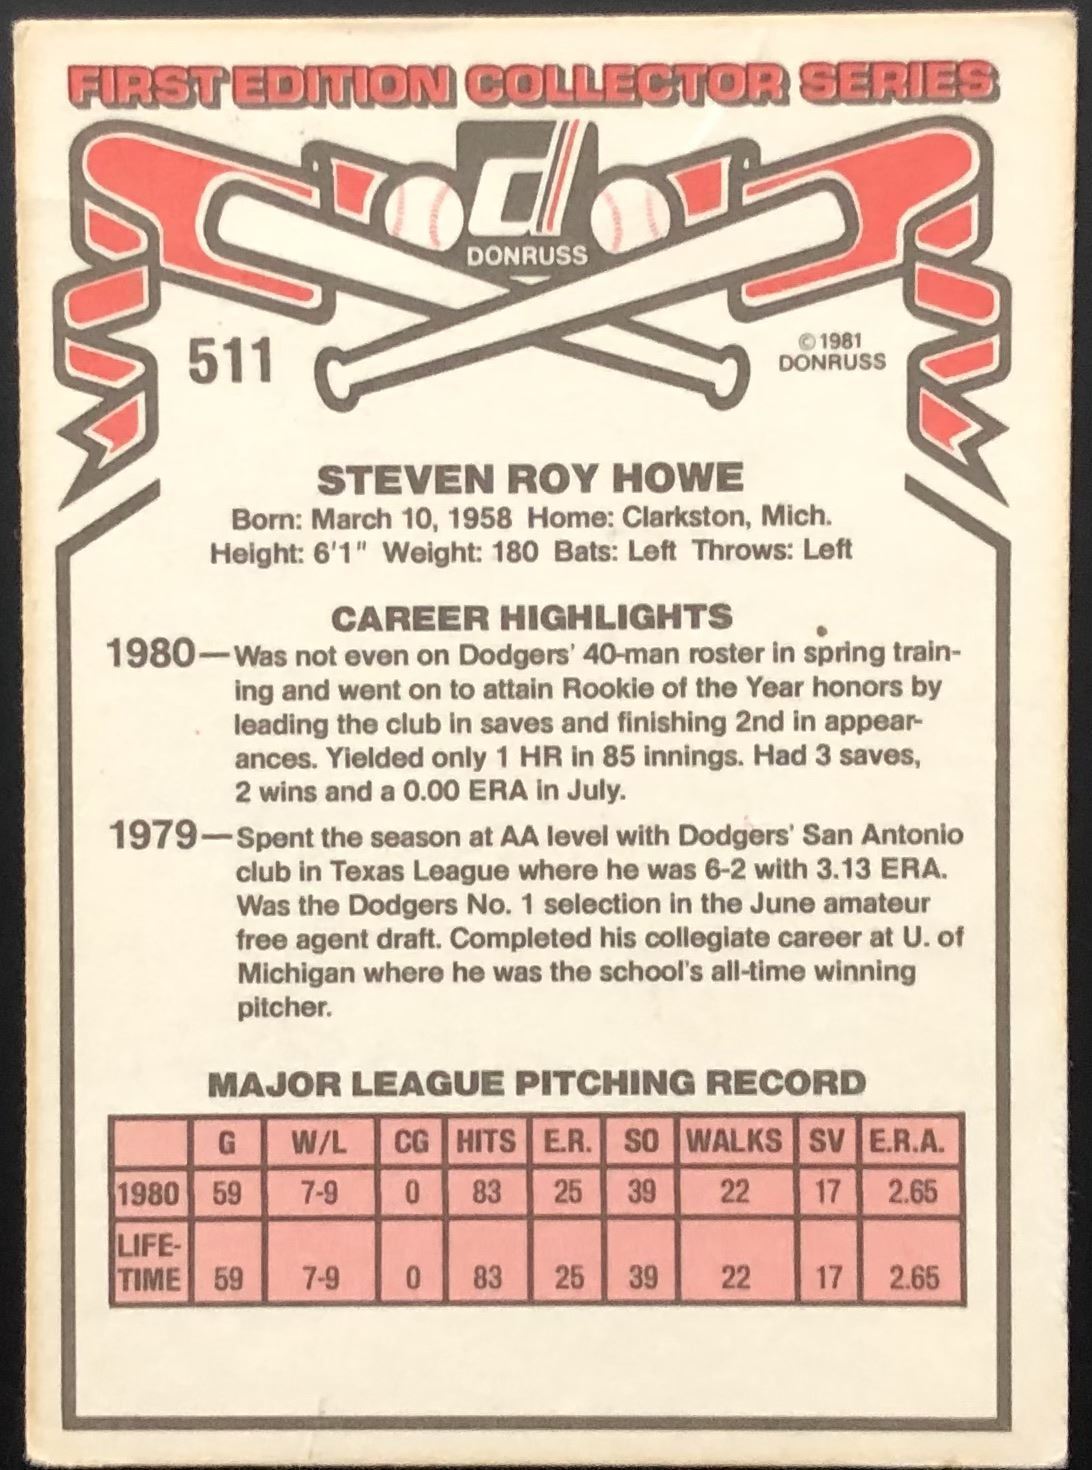 FIRST EDITION COLLECTOR SERIES
d
DONRUSS
511
©1981
DONRUSS
STEVEN ROY HOWE
Born: March 10, 1958 Home: Clarkston, Mich.
Height: 6'1" Weight: 180 Bats: Left Throws: Left
CAREER HIGHLIGHTS
1980—Was not even on Dodgers' 40-man roster in spring train-
ing and went on to attain Rookie of the Year honors by
leading the club in saves and finishing 2nd in appear-
ances. Yielded only 1 HR in 85 innings. Had 3 saves,
2 wins and a 0.00 ERA in July.
1979—Spent the season at AA level with Dodgers' San Antonio
club in Texas League where he was 6-2 with 3.13 ERA.
Was the Dodgers No. 1 selection in the June amateur
free agent draft. Completed his collegiate career at U. of
Michigan where he was the school's all-time winning
pitcher.
MAJOR LEAGUE PITCHING RECORD
G W/L CG HITS E.R. SO WALKS SV E.R.A.
1980 59 7-9 0 83 25 39 22 17 2.65
LIFE-
TIME 59 7-9 0 83 25 39 22 17 2.65